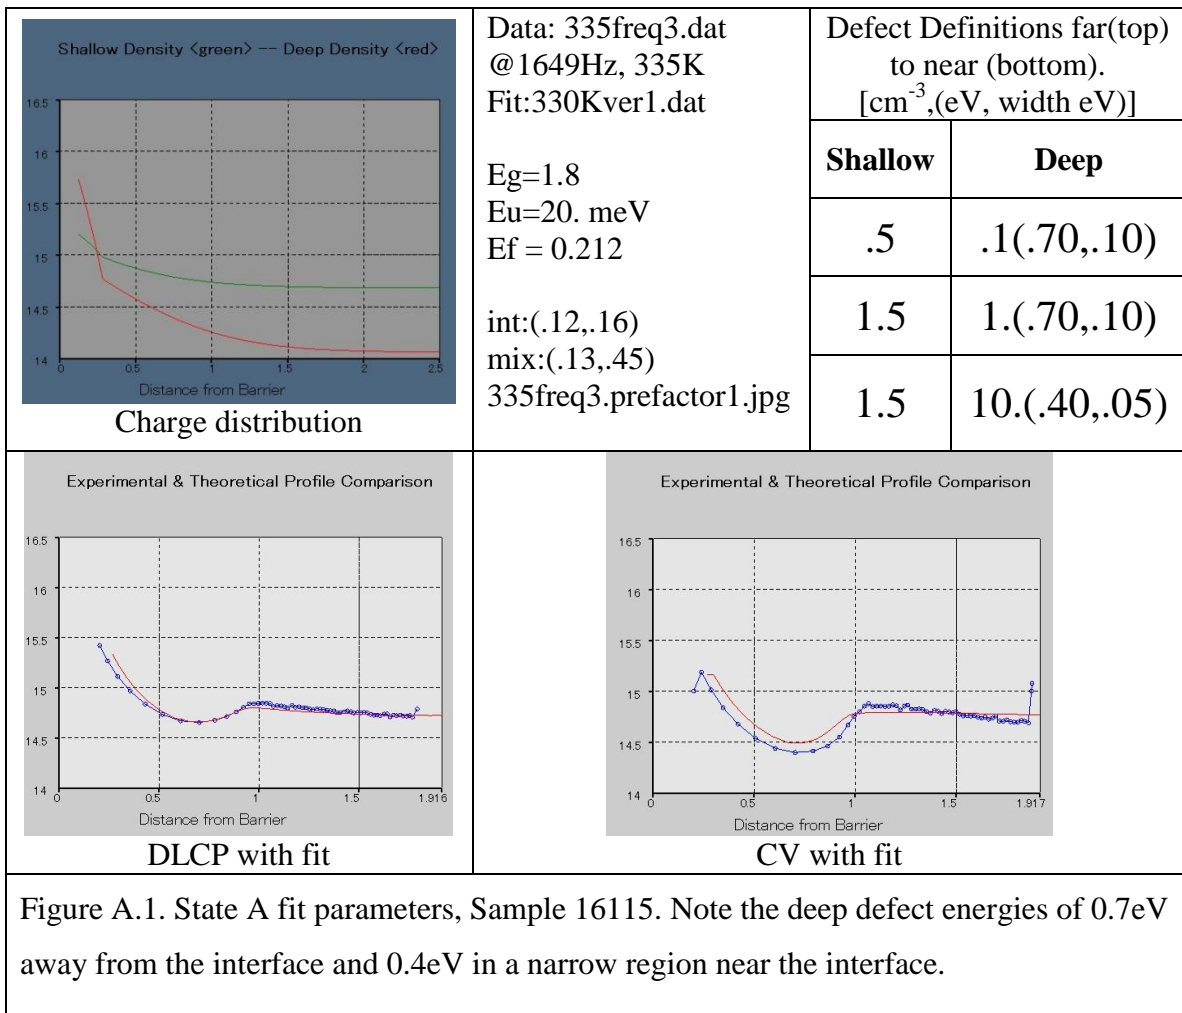 Shallow Density <green> -- Deep Density <red>
16.5
16
15.5
15
14.5
14
0
0.5
1
1.5
2
2.5
Distance from Barrier
Charge distribution
Data: 335freq3.dat
@1649Hz, 335K
Fit:330Kver1.dat
Eg=1.8
Eu=20. meV
Ef = 0.212
int:(.12,.16)
mix:(.13,.45)
335freq3.prefactor1.jpg
Defect Definitions far(top)
to near (bottom).
[cm-3,(eV, width eV)]
Shallow Deep
.5 .1(.70,.10)
1.5 1.(.70,.10)
1.5 10.(.40,.05)
Experimental & Theoretical Profile Comparison
16.5
16
15.5
15
14.5
14
0
0.5
1
1.5
1.916
Distance from Barrier
DLCP with fit
Experimental & Theoretical Profile Comparison
16.5
16
15.5
15
14.5
14
0
0.5
1
1.5
1.917
Distance from Barrier
CV with fit
Figure A.1. State A fit parameters, Sample 16115. Note the deep defect energies of 0.7eV
away from the interface and 0.4eV in a narrow region near the interface.